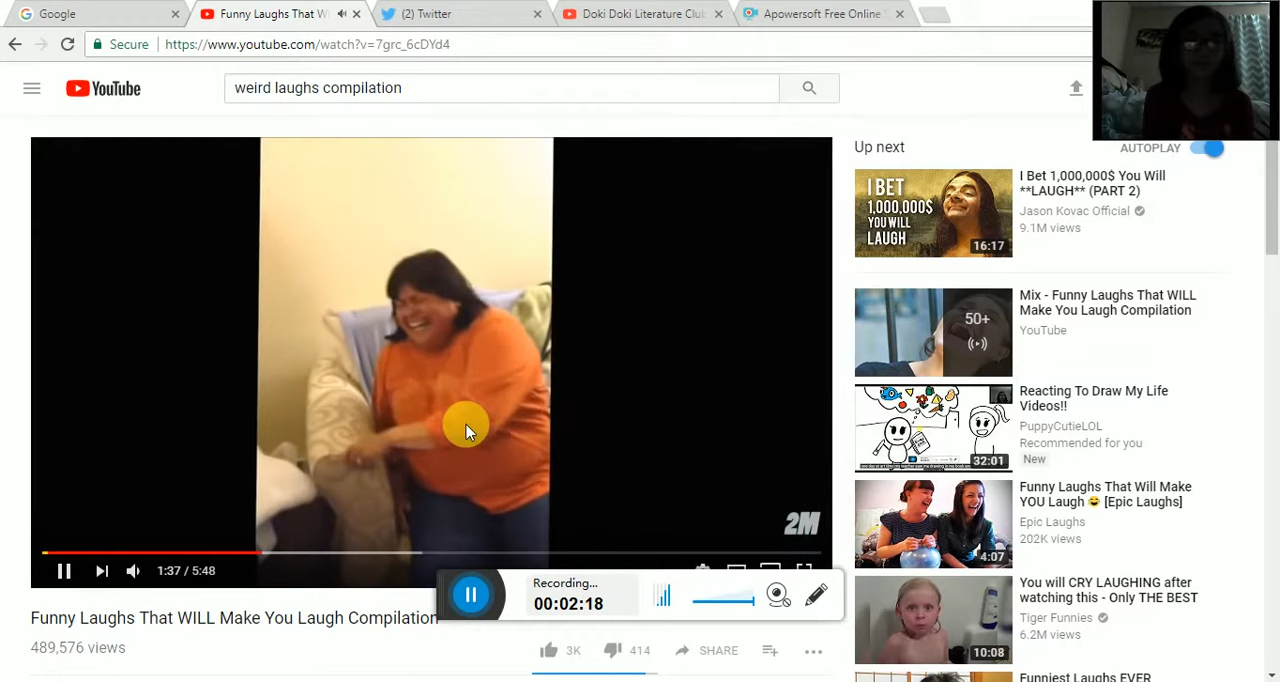 Google
Funny Laughs That W
(2) Twitter
Doki Doki Literature Clu
Apowersoft Free Online
Secure https://www.youtube.com/watch?v=7grc_6cDYd4
YouTube
weird laughs compilation
Up next
AUTOPLAY
I BET
1,000,000$
YOU WILL
LAUGH
16:17
I Bet 1,000,000$ You Will
**LAUGH** (PART 2)
Jason Kovac Official
9.1M views
50+
Mix - Funny Laughs That WILL
Make You Laugh Compilation
YouTube
32:01
Reacting To Draw My Life
Videos!!
PuppyCutieLOL
Recommended for you
New
4:07
Funny Laughs That Will Make
YOU Laugh 😂 [Epic Laughs]
Epic Laughs
202K views
10:08
You will CRY LAUGHING after
watching this - Only THE BEST
Tiger Funnies
6.2M views
Funniest Laughs EVER
2M
1:37 / 5:48
Recording...
00:02:18
Funny Laughs That WILL Make You Laugh Compilation
489,576 views
3K
414
SHARE